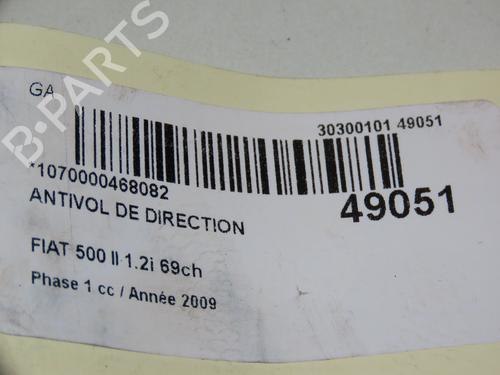 GA
30300101 49051
*1070000468082
49051
ANTIVOL DE DIRECTION
FIAT 500 II 1.2i 69ch
Phase 1 cc / Année 2009
B-PARTS